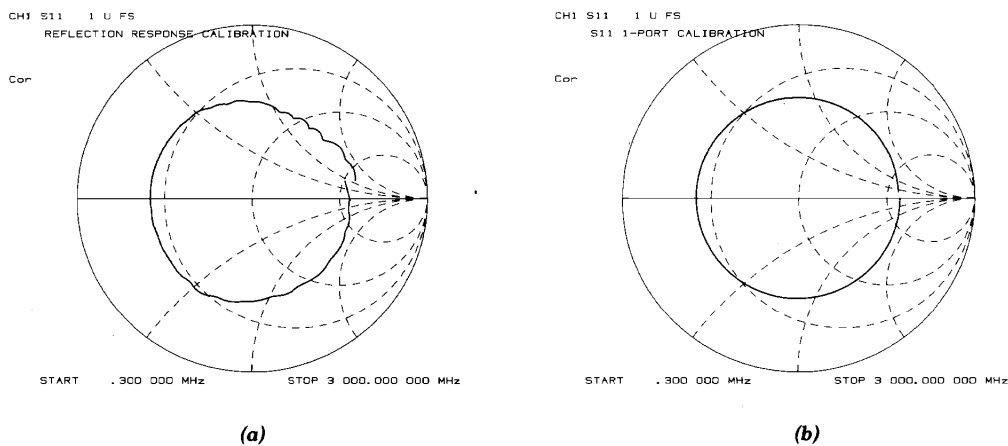 CH1 S11 1 U FS
REFLECTION RESPONSE CALIBRATION
Cor
START .300 000 MHz STOP 3 000.000 000 MHz
(a)
CH1 S11 1 U FS
S11 1-PORT CALIBRATION
Cor
START .300 000 MHz STOP 3 000.000 000 MHz
(b)